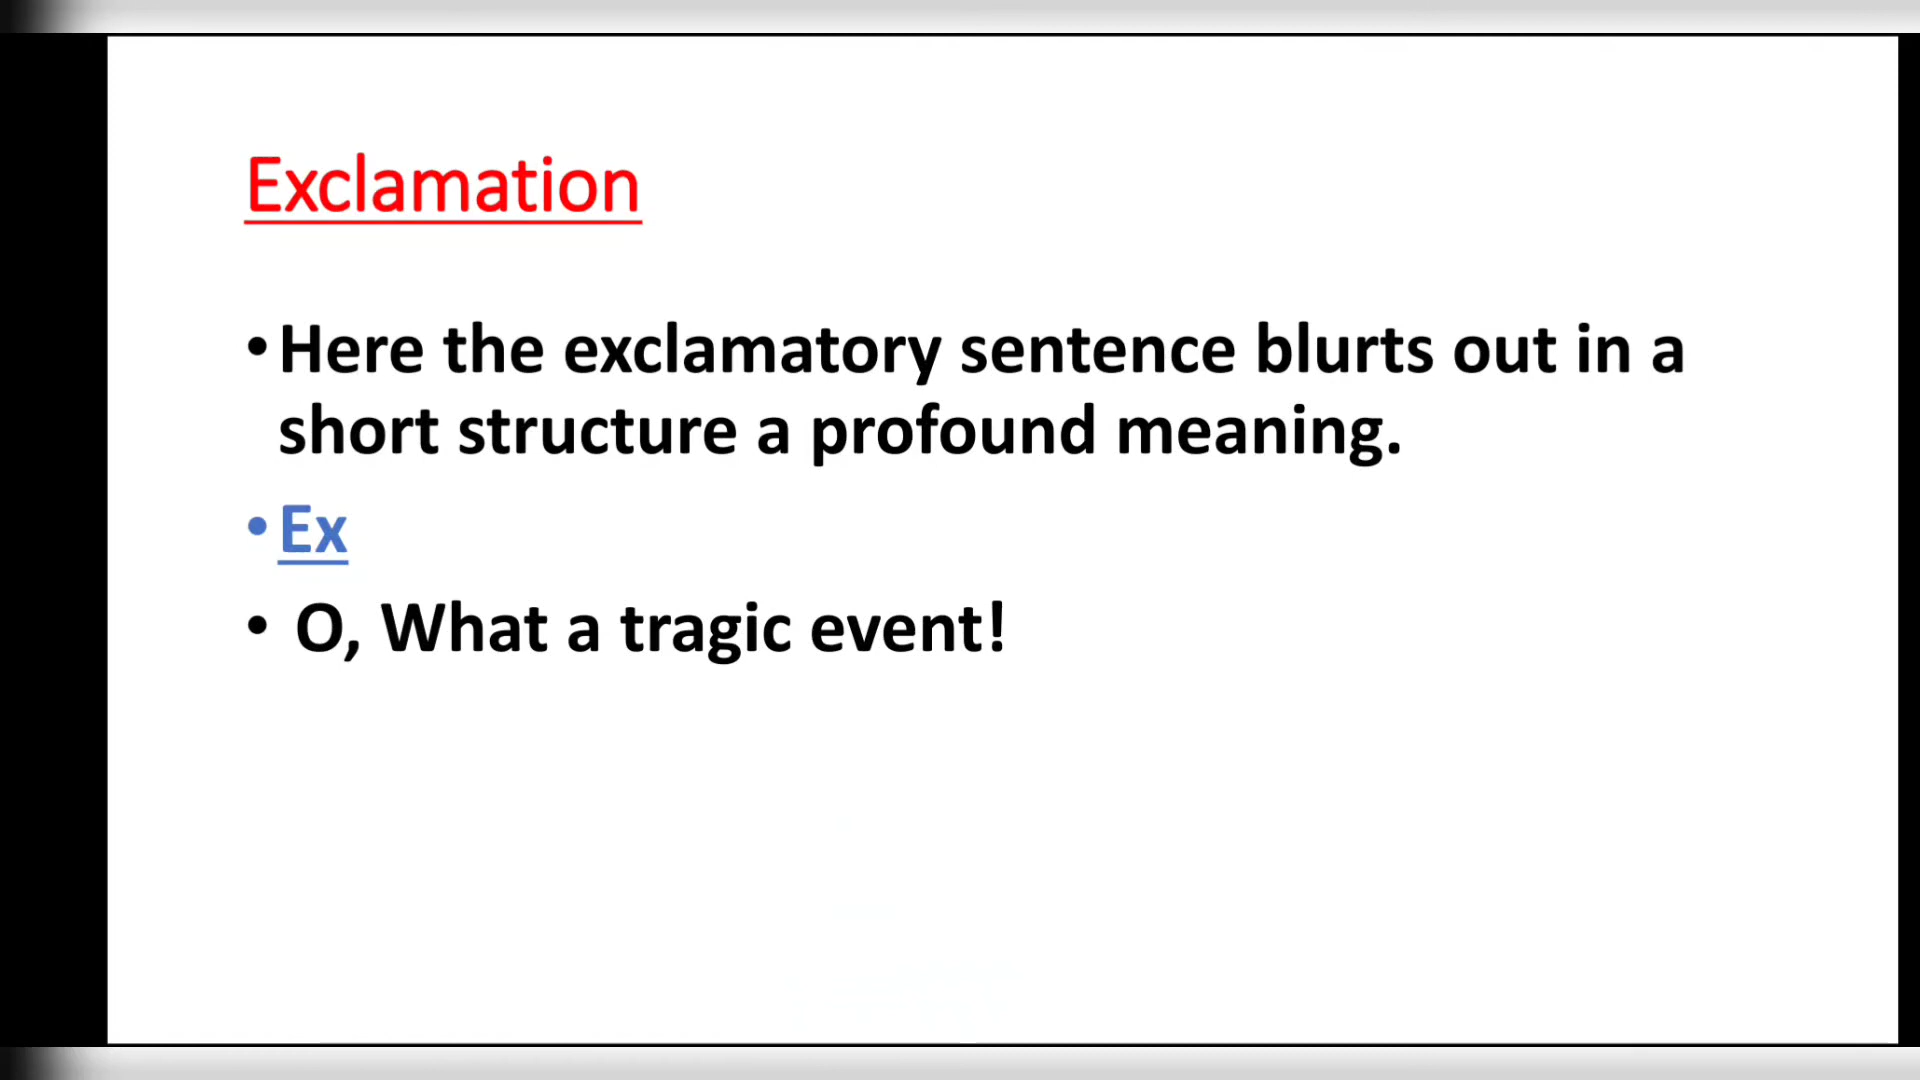 Exclamation
•Here the exclamatory sentence blurts out in a
short structure a profound meaning.
•Ex
• O, What a tragic event!